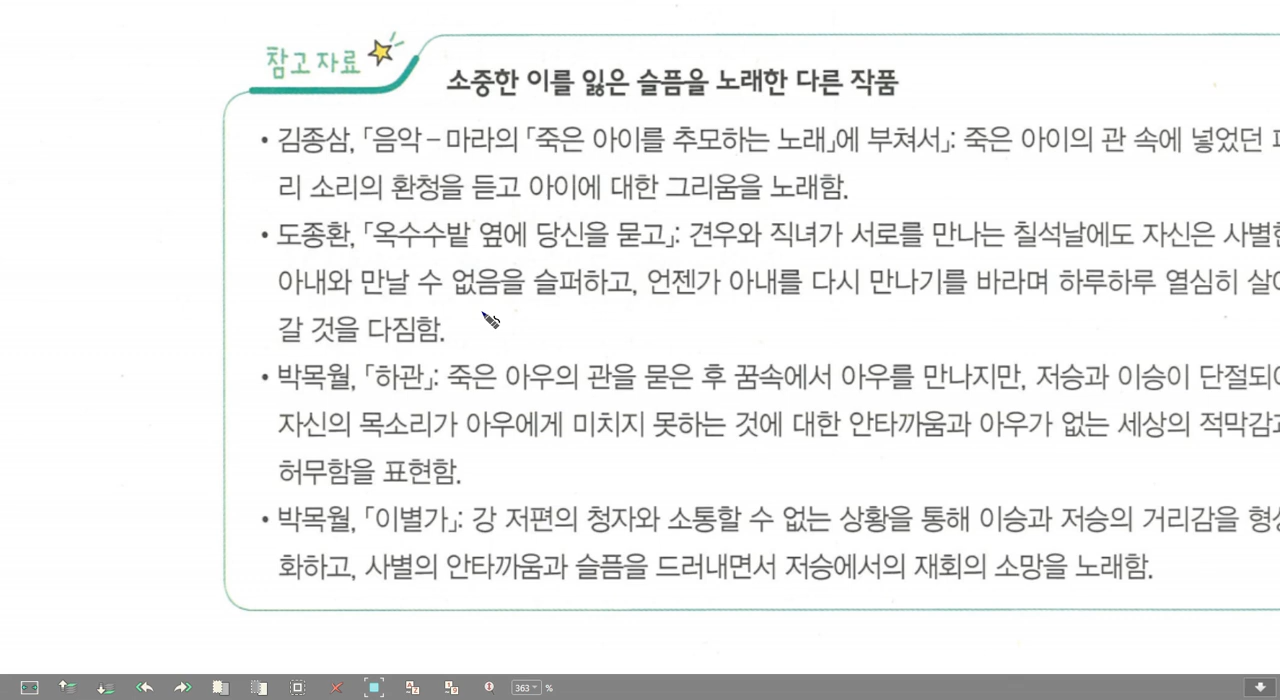 참고 자료
소중한 이를 잃은 슬픔을 노래한 다른 작품
• 김종삼, 「음악 – 마라의 「죽은 아이를 추모하는 노래」에 부쳐서」: 죽은 아이의 관 속에 넣었던
리 소리의 환청을 듣고 아이에 대한 그리움을 노래함.
• 도종환, 「옥수수밭 옆에 당신을 묻고」: 견우와 직녀가 서로를 만나는 칠석날에도 자신은 사별한
아내와 만날 수 없음을 슬퍼하고, 언젠가 아내를 다시 만나기를 바라며 하루하루 열심히 살아
갈 것을 다짐함.
• 박목월, 「하관」: 죽은 아우의 관을 묻은 후 꿈속에서 아우를 만나지만, 저승과 이승이 단절되어
자신의 목소리가 아우에게 미치지 못하는 것에 대한 안타까움과 아우가 없는 세상의 적막감과
허무함을 표현함.
• 박목월, 「이별가」: 강 저편의 청자와 소통할 수 없는 상황을 통해 이승과 저승의 거리감을 형상
화하고, 사별의 안타까움과 슬픔을 드러내면서 저승에서의 재회의 소망을 노래함.
363 %